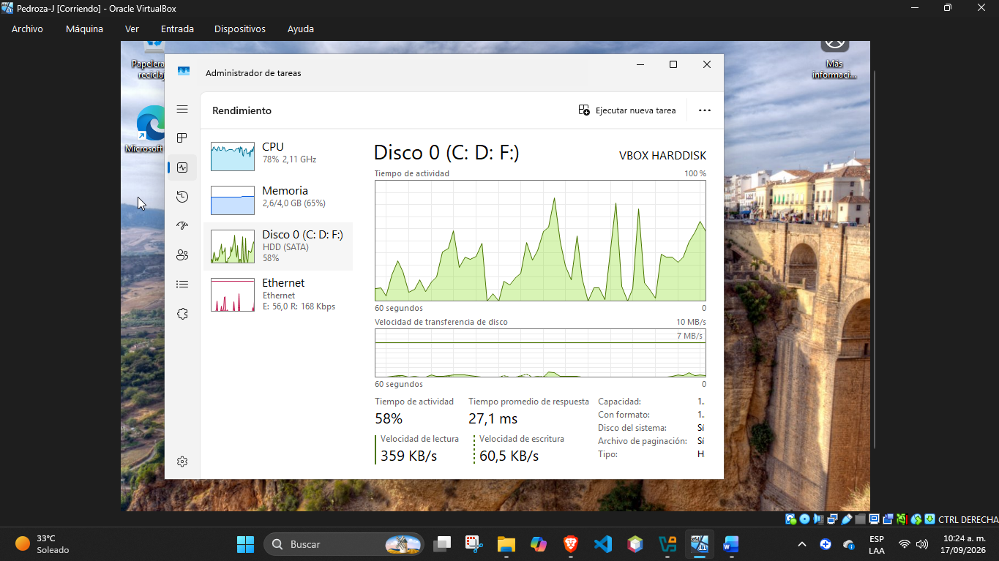 Pedroza-J [Corriendo] - Oracle VirtualBox
Archivo Máquina Ver Entrada Dispositivos Ayuda
Papelera
reciclaj
Microsoft
Más
informaci...
Administrador de tareas
Rendimiento
Ejecutar nueva tarea
CPU
78% 2,11 GHz
Memoria
2,6/4,0 GB (65%)
Disco 0 (C: D: F:)
HDD (SATA)
58%
Ethernet
Ethernet
E: 56,0 R: 168 Kbps
Disco 0 (C: D: F:)
VBOX HARDDISK
Tiempo de actividad
100 %
60 segundos
0
Velocidad de transferencia de disco
10 MB/s
7 MB/s
60 segundos
0
Tiempo de actividad
58%
Tiempo promedio de respuesta
27,1 ms
Velocidad de lectura
359 KB/s
Velocidad de escritura
60,5 KB/s
Capacidad: 1.
Con formato: 1.
Disco del sistema: Sí
Archivo de paginación: Sí
Tipo: H
CTRL DERECHA
33°C
Soleado
Buscar
ESP
LAA
10:24 a. m.
17/09/2026